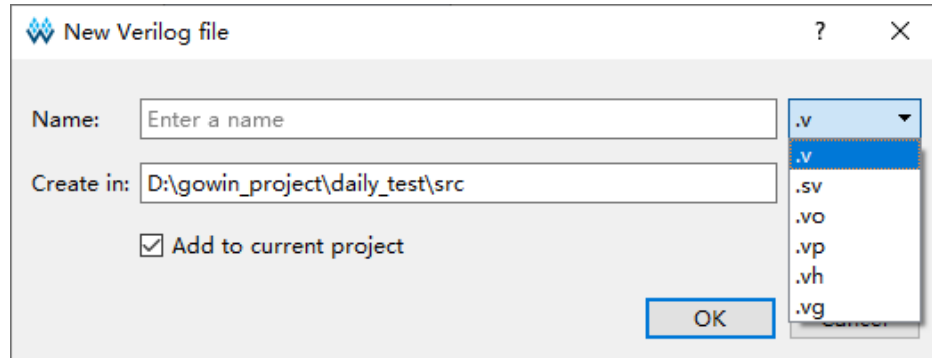 New Verilog file ?
Name: Enter a name .v
.v
Create in: D:\gowin_project\daily_test\src
.sv
.vo
Add to current project
.vp
.vh
.vg
OK